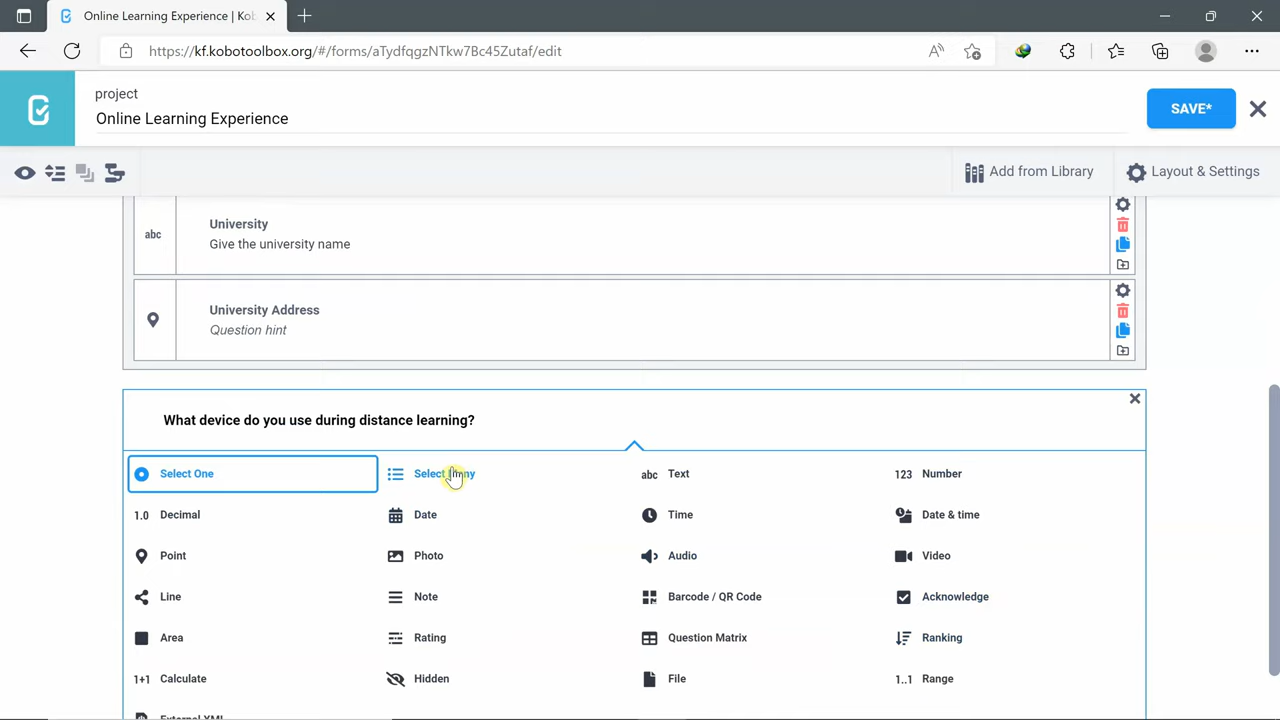 Online Learning Experience | Kob
https://kf.kobotoolbox.org/#/forms/aTydfqgzNTkw7Bc45Zutaf/edit
project
Online Learning Experience
SAVE*
Add from Library
Layout & Settings
abc
University
Give the university name
University Address
Question hint
What device do you use during distance learning?
Select One
Select
abc Text
123 Number
1.0 Decimal
Date
Time
Date & time
Point
Photo
Audio
Video
Line
Note
Barcode / QR Code
Acknowledge
Area
Rating
Question Matrix
Ranking
1+1 Calculate
Hidden
File
1..1 Range
External XML